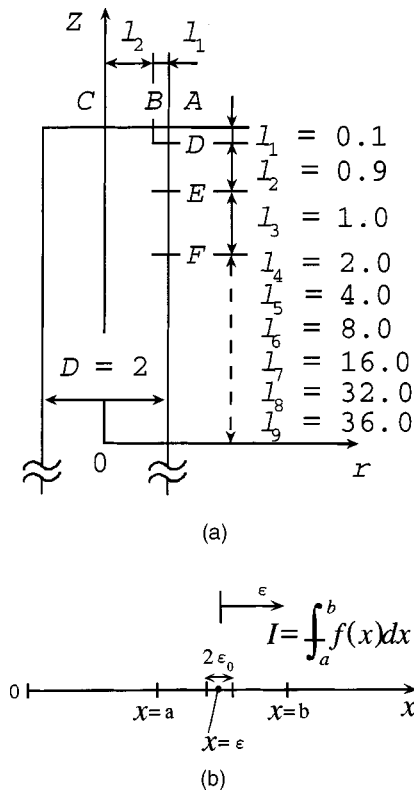 Z
l₂ l₁
C B A
D
l₁ = 0.1
l₂ = 0.9
E
l₃ = 1.0
F
l₄ = 2.0
l₅ = 4.0
l₆ = 8.0
l₇ = 16.0
l₈ = 32.0
l₉ = 36.0
D = 2
0
r
(a)
ε
I = ⨍ₐᵇ f(x)dx
2ε₀
0
x=a x=b x
x=ε
(b)